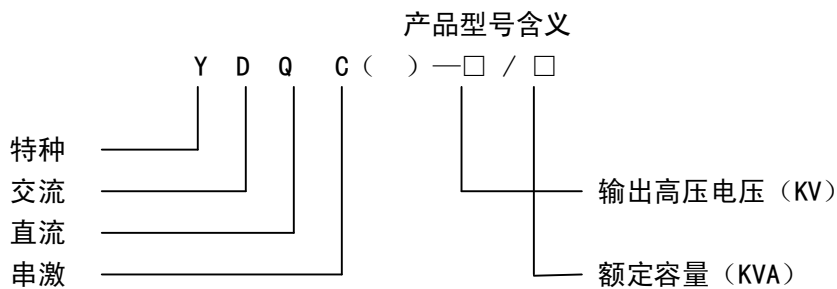 产品型号含义
Y D Q C（ ）—□ / □
特种
交流
直流
串激
输出高压电压（KV）
额定容量（KVA）